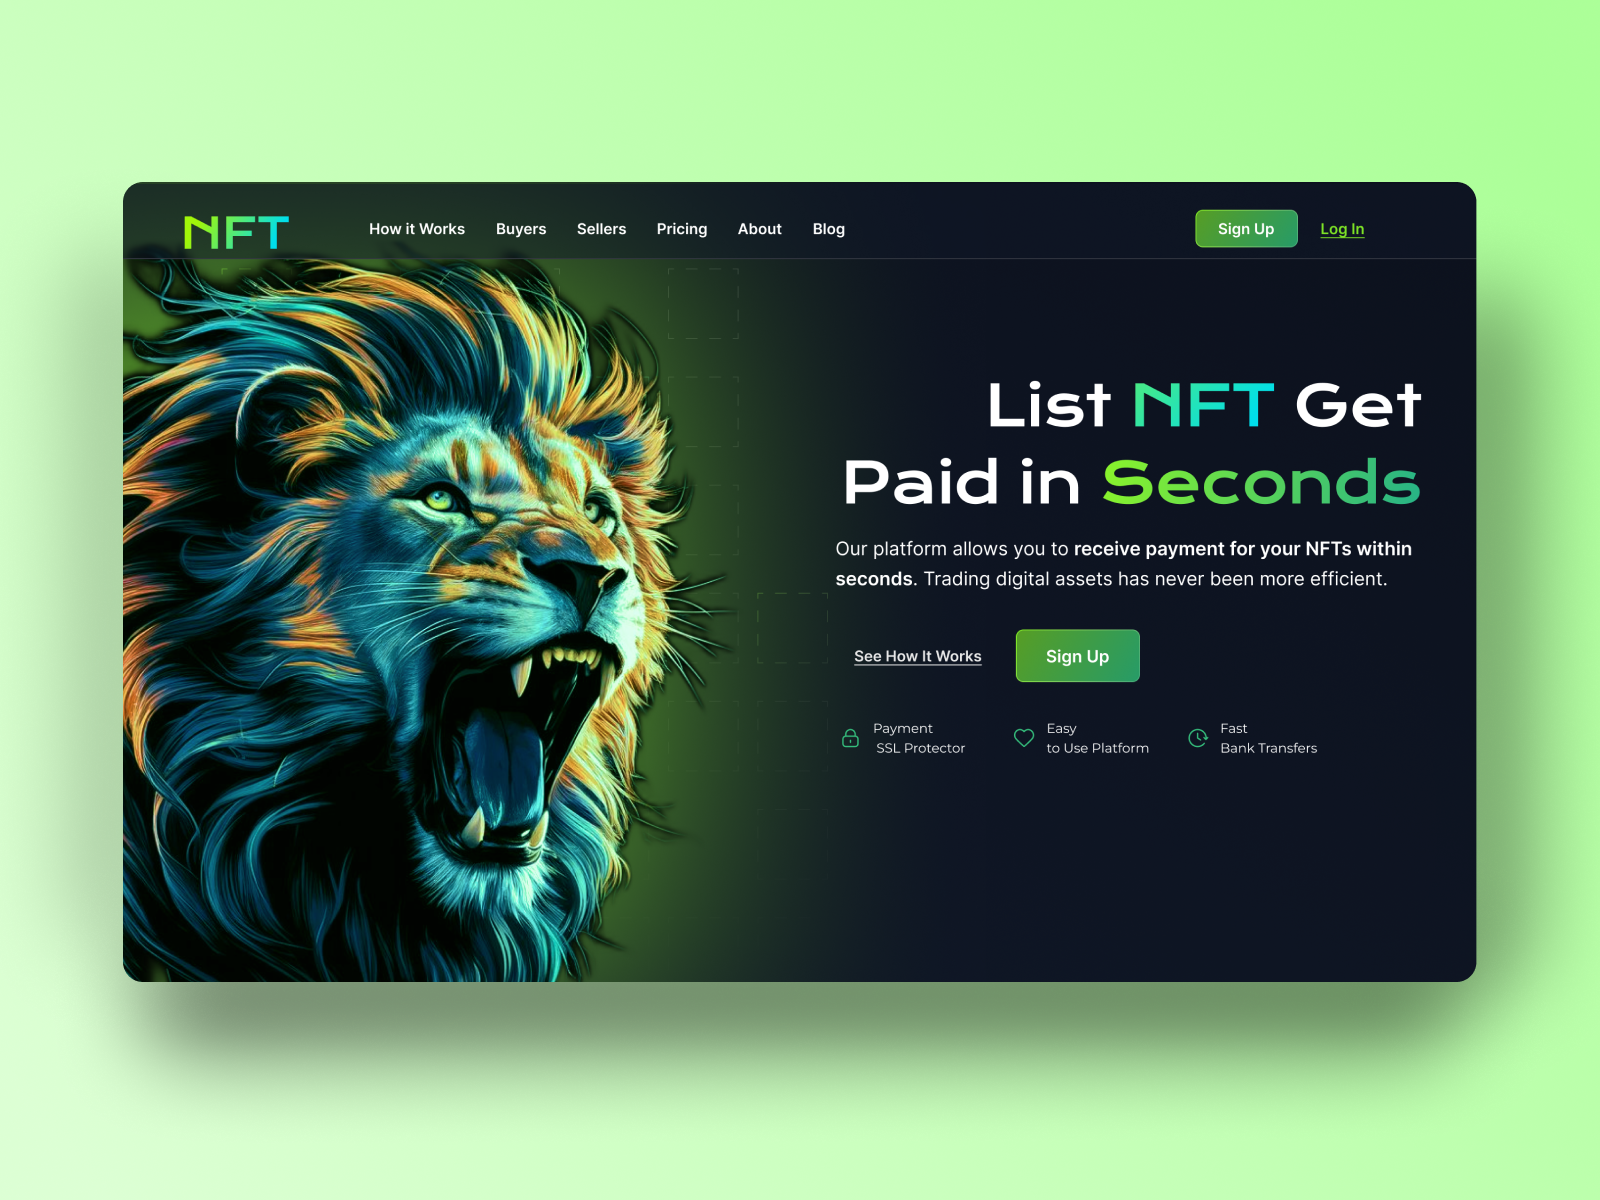 NFT
How it Works Buyers Sellers Pricing About Blog Sign Up Log In
List NFT Get
Paid in Seconds
Our platform allows you to receive payment for your NFTs within
seconds. Trading digital assets has never been more efficient.
See How It Works Sign Up
Payment
SSL Protector
Easy
to Use Platform
Fast
Bank Transfers